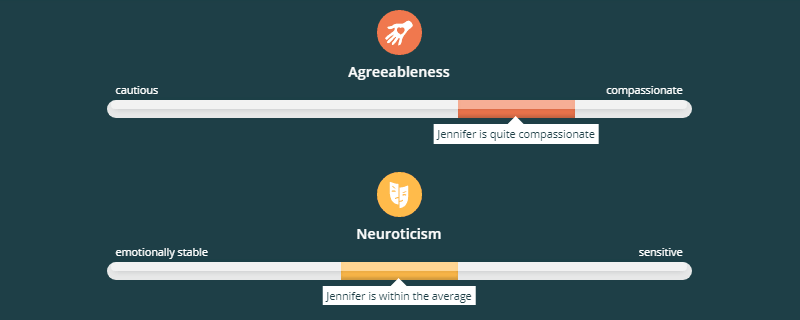 Agreeableness
cautious
compassionate
Jennifer is quite compassionate
Neuroticism
emotionally stable
sensitive
Jennifer is within the average